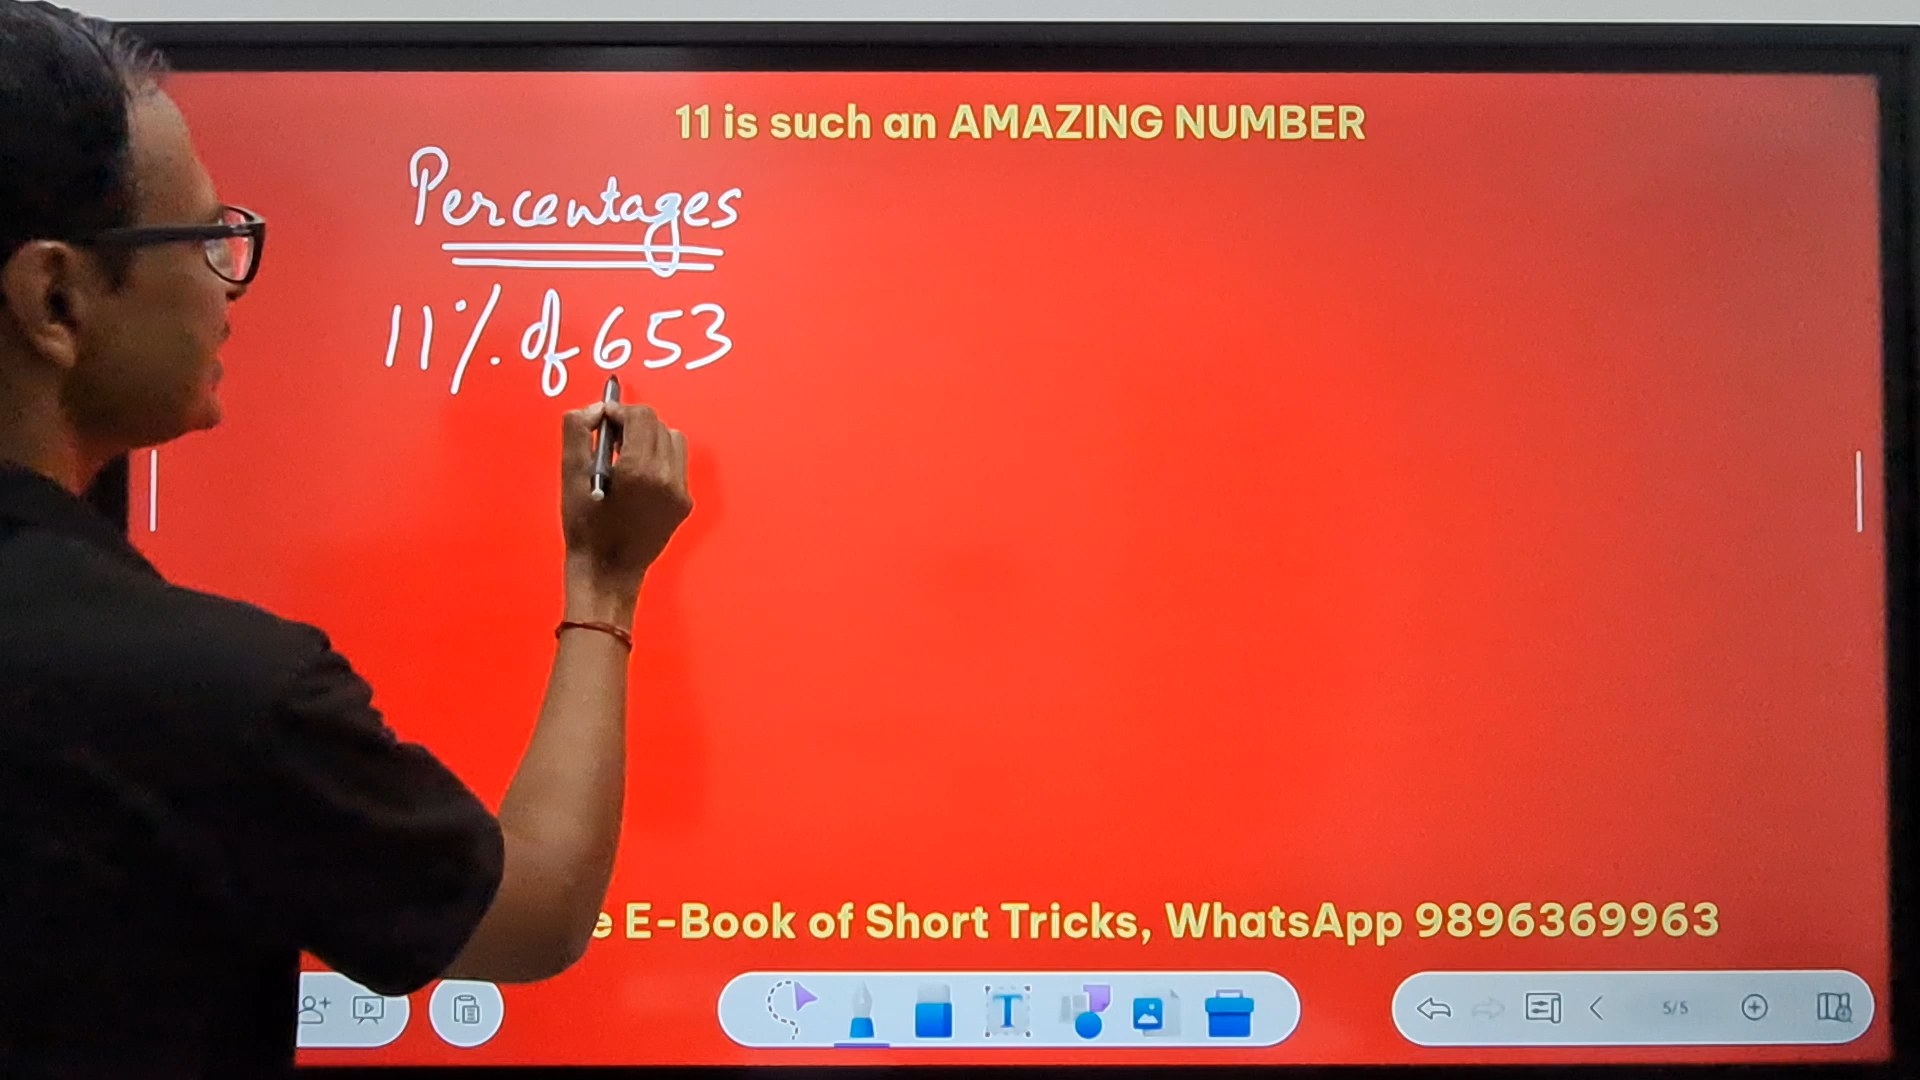 11 is such an AMAZING NUMBER
Percentages
11% of 653
E-Book of Short Tricks, WhatsApp 9896369963
5/5